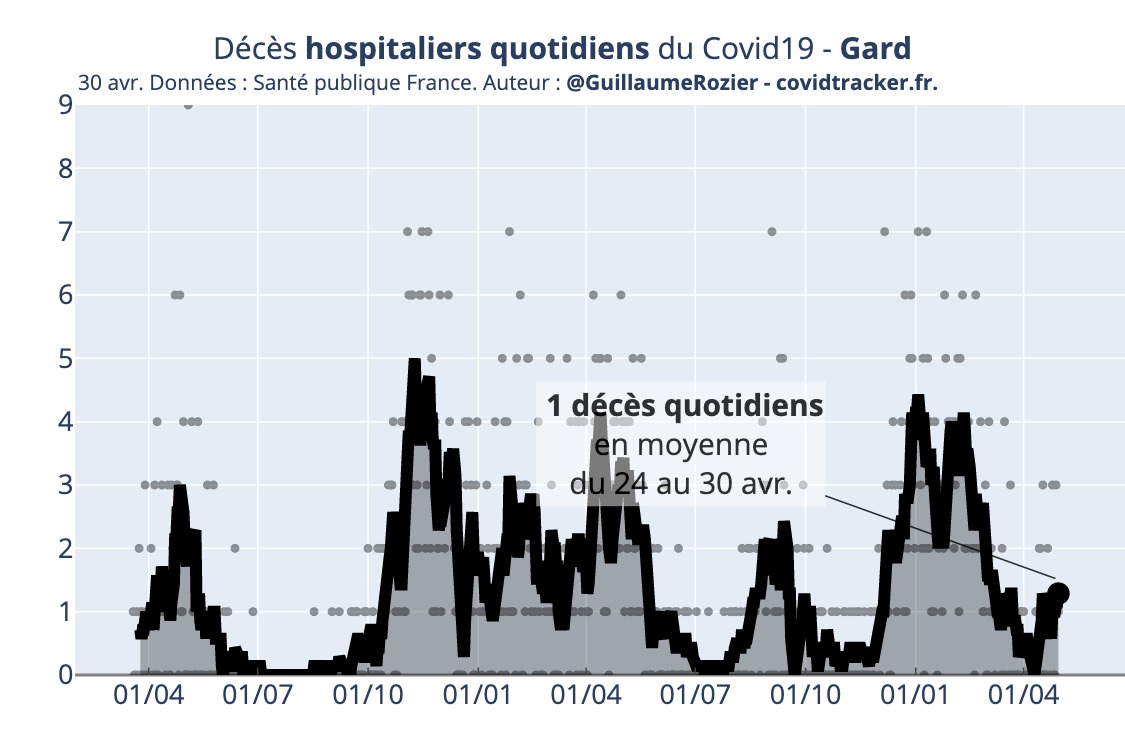 Décès hospitaliers quotidiens du Covid19 - Gard
30 avr. Données : Santé publique France. Auteur : @GuillaumeRozier - covidtracker.fr.
9
8
7
6
5
4
3
2
1
0
1 décès quotidiens
en moyenne
du 24 au 30 avr.
01/04 01/07 01/10 01/01 01/04 01/07 01/10 01/01 01/04